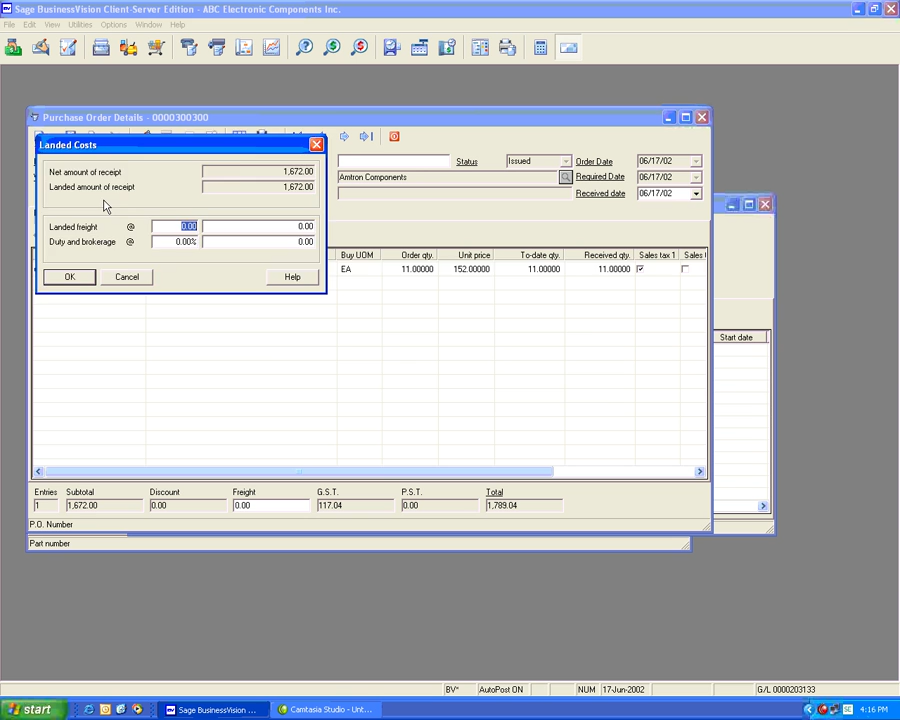 Sage BusinessVision Client-Server Edition - ABC Electronic Components Inc.
File Edit View Utilities Options Window Help
Purchase Order Details - 0000300300
Landed Costs
Net amount of receipt 1,672.00
Landed amount of receipt 1,672.00
Landed freight @ 0.00 0.00
Duty and brokerage @ 0.00% 0.00
OK Cancel Help
Status Issued Order Date 06/17/02
Amtron Components Required Date 06/17/02
Received date 06/17/02
Buy UOM Order qty. Unit price To-date qty. Received qty. Sales tax 1 Sales
EA 11.00000 152.00000 11.00000 11.00000
Start date
Entries Subtotal Discount Freight G.S.T. P.S.T. Total
1 1,672.00 0.00 0.00 117.04 0.00 1,789.04
P.O. Number
Part number
BV* AutoPost ON NUM 17-Jun-2002 G/L 0000203133
start Sage BusinessVision ... Camtasia Studio - Unt... SE 4:16 PM